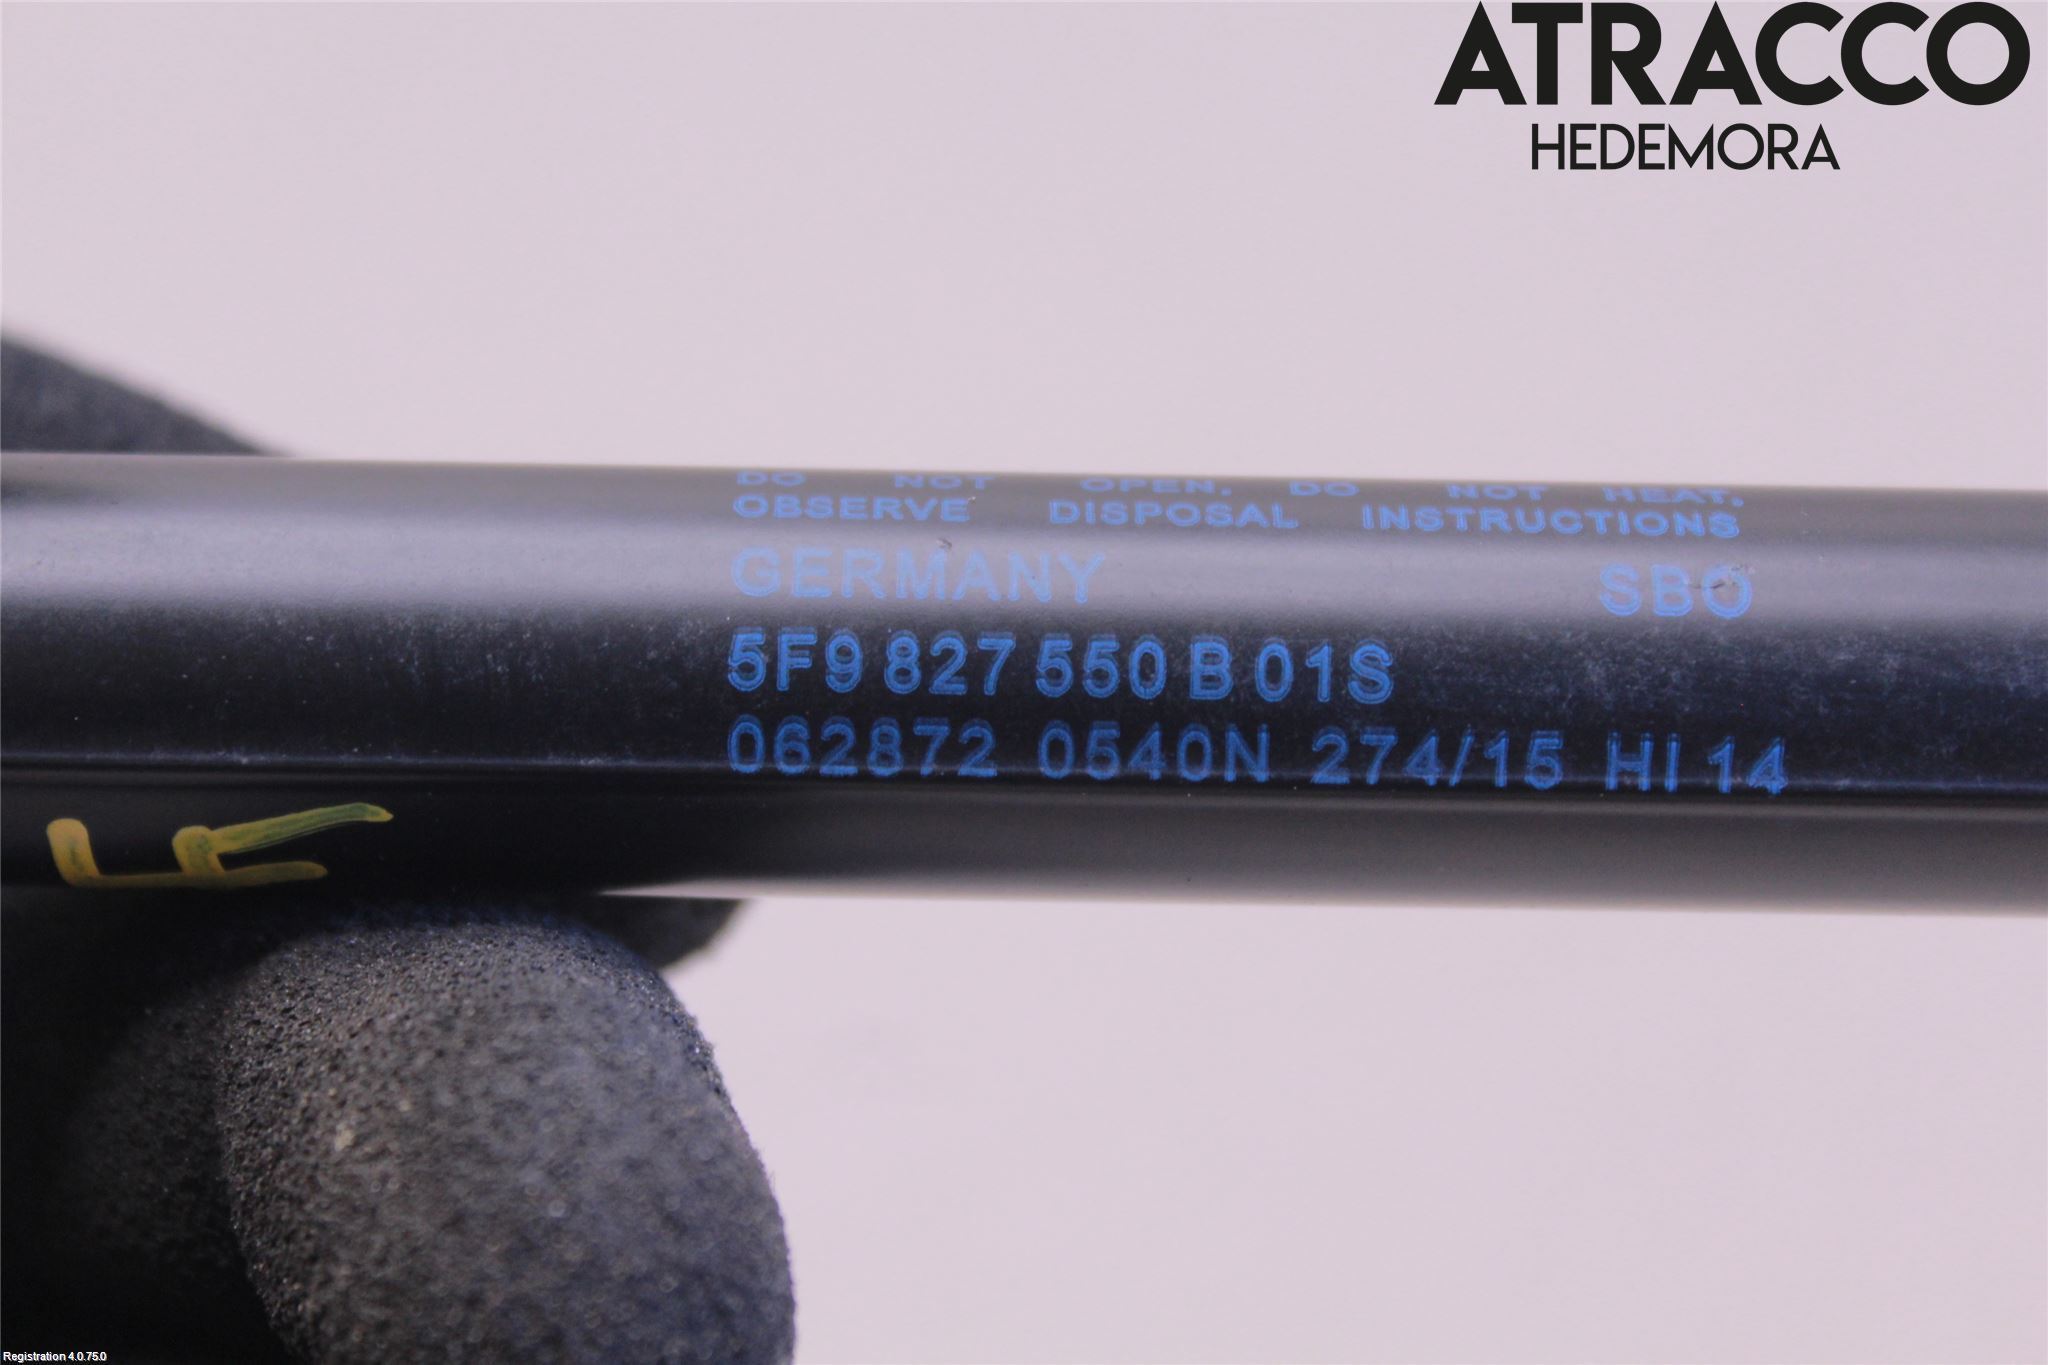 ATRACCO
HEDEMORA
DO NOT OPEN. DO NOT HEAT.
OBSERVE DISPOSAL INSTRUCTIONS
GERMANY SBO
5F9 827 550 B 01S
062872 0540N 274/15 HI 14
LF
Registration 4.0.75.0